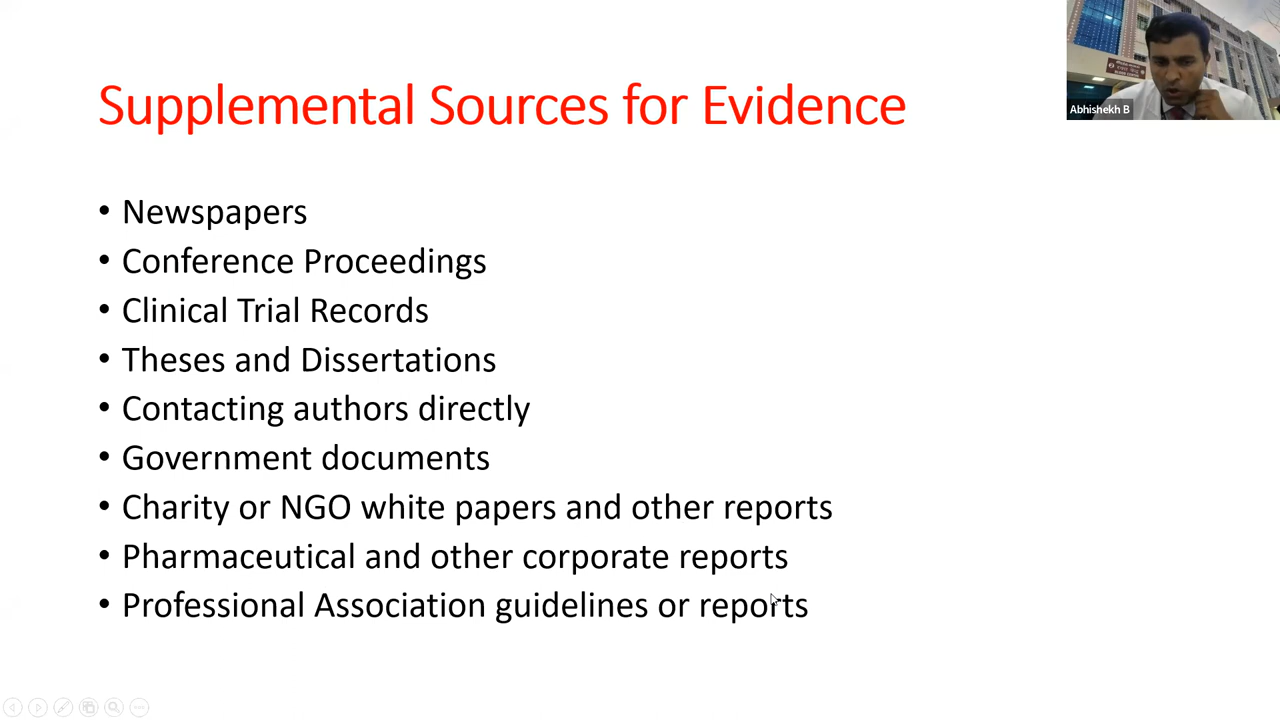 Supplemental Sources for Evidence
• Newspapers
• Conference Proceedings
• Clinical Trial Records
• Theses and Dissertations
• Contacting authors directly
• Government documents
• Charity or NGO white papers and other reports
• Pharmaceutical and other corporate reports
• Professional Association guidelines or reports
Abhishekh B